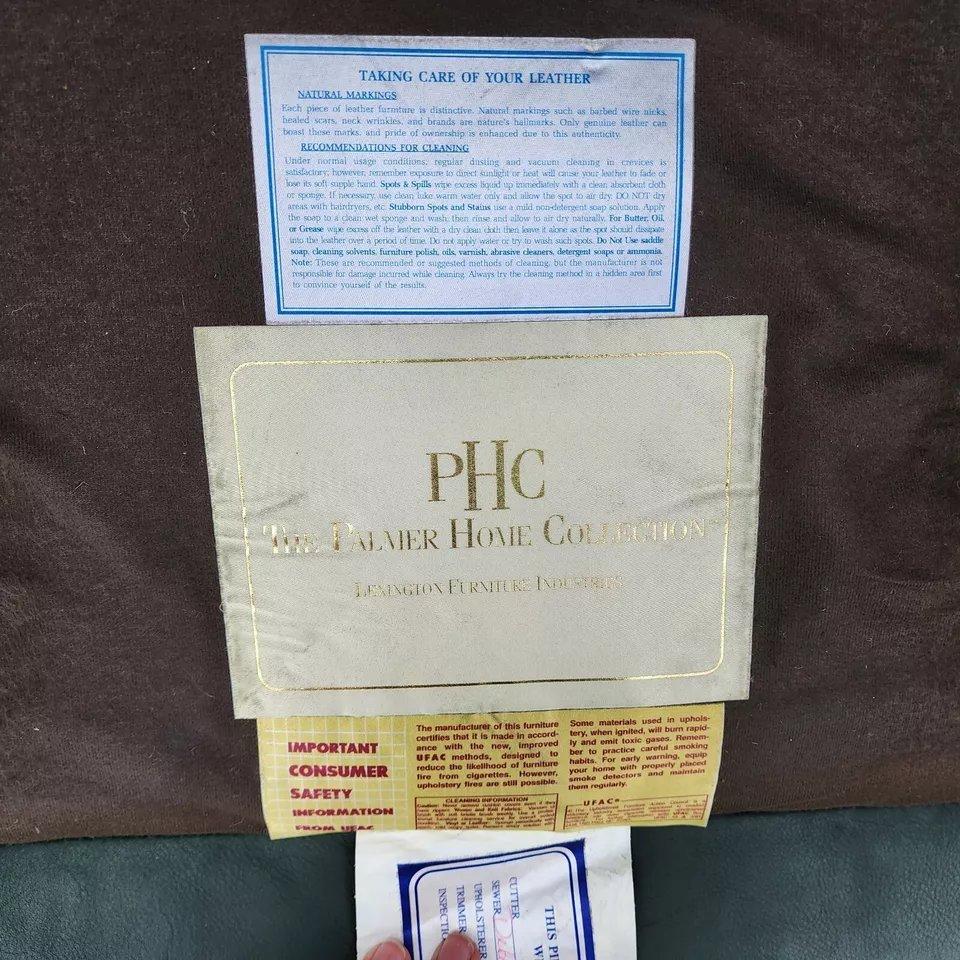 TAKING CARE OF YOUR LEATHER
NATURAL MARKINGS
Each piece of leather furniture is distinctive. Natural markings such as barbed wire nicks,
healed scars, neck wrinkles, and brands are nature's hallmarks. Only genuine leather can
boast these marks, and pride of ownership is enhanced due to this authenticity.
RECOMMENDATIONS FOR CLEANING
Under normal usage conditions, regular dusting and vacuum cleaning in crevices is
satisfactory, however, remember exposure to direct sunlight or heat will cause your leather to fade or
lose its soft supple hand. Spots & Spills wipe excess liquid up immediately with a clean absorbent cloth
or sponge. If necessary, use clean luke warm water only and allow the spot to air dry. DO NOT dry
areas with hairdryers, etc. Stubborn Spots and Stains use a mild non-detergent soap solution. Apply
the soap to a clean wet sponge and wash, then rinse and allow to air dry naturally. For Butter, Oil,
or Grease wipe excess off the leather with a dry clean cloth then leave it alone as the spot should dissipate
into the leather over a period of time. Do not apply water or try to wash such spots. Do Not Use saddle
soap, cleaning solvents, furniture polish, oils, varnish, abrasive cleaners, detergent soaps or ammonia.
Note: These are recommended or suggested methods of cleaning, but the manufacturer is not
responsible for damage incurred while cleaning. Always try the cleaning method in a hidden area first
to convince yourself of the results.
PHC
THE PALMER HOME COLLECTION
LEXINGTON FURNITURE INDUSTRIES
IMPORTANT
CONSUMER
SAFETY
INFORMATION
FROM UFAC
The manufacturer of this furniture
certifies that it is made in accord-
ance with the new, improved
UFAC methods, designed to
reduce the likelihood of furniture
fire from cigarettes. However,
upholstery fires are still possible.
Some materials used in uphols-
tery, when ignited, will burn rapid-
ly and emit toxic gases. Remem-
ber to practice careful smoking
habits. For early warning, equip
your home with properly placed
smoke detectors and maintain
them regularly.
CLEANING INFORMATION
UFAC®
THIS PI
W
CUTTER
SEWER
UPHOLSTERER
TRIMMER
INSPECTO